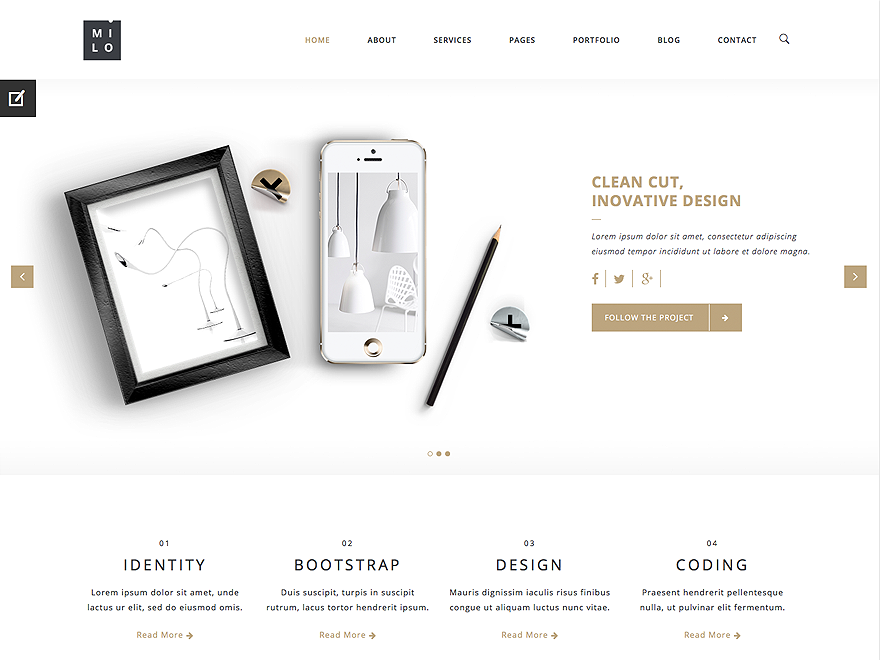 MI
LO
HOME ABOUT SERVICES PAGES PORTFOLIO BLOG CONTACT
CLEAN CUT,
INOVATIVE DESIGN
Lorem ipsum dolor sit amet, consectetur adipiscing
eiusmod tempor incididunt ut labore et dolore magna.
FOLLOW THE PROJECT
01
IDENTITY
Lorem ipsum dolor sit amet, unde
lactus ur elit, sed do eiusmod omis.
Read More
02
BOOTSTRAP
Duis suscipit, turpis in suscipit
rutrum, lacus tortor hendrerit ipsum.
Read More
03
DESIGN
Mauris dignissim iaculis risus finibus
congue ut aliquam luctus nunc vitae.
Read More
04
CODING
Praesent hendrerit pellentesque
nulla, ut pulvinar elit fermentum.
Read More